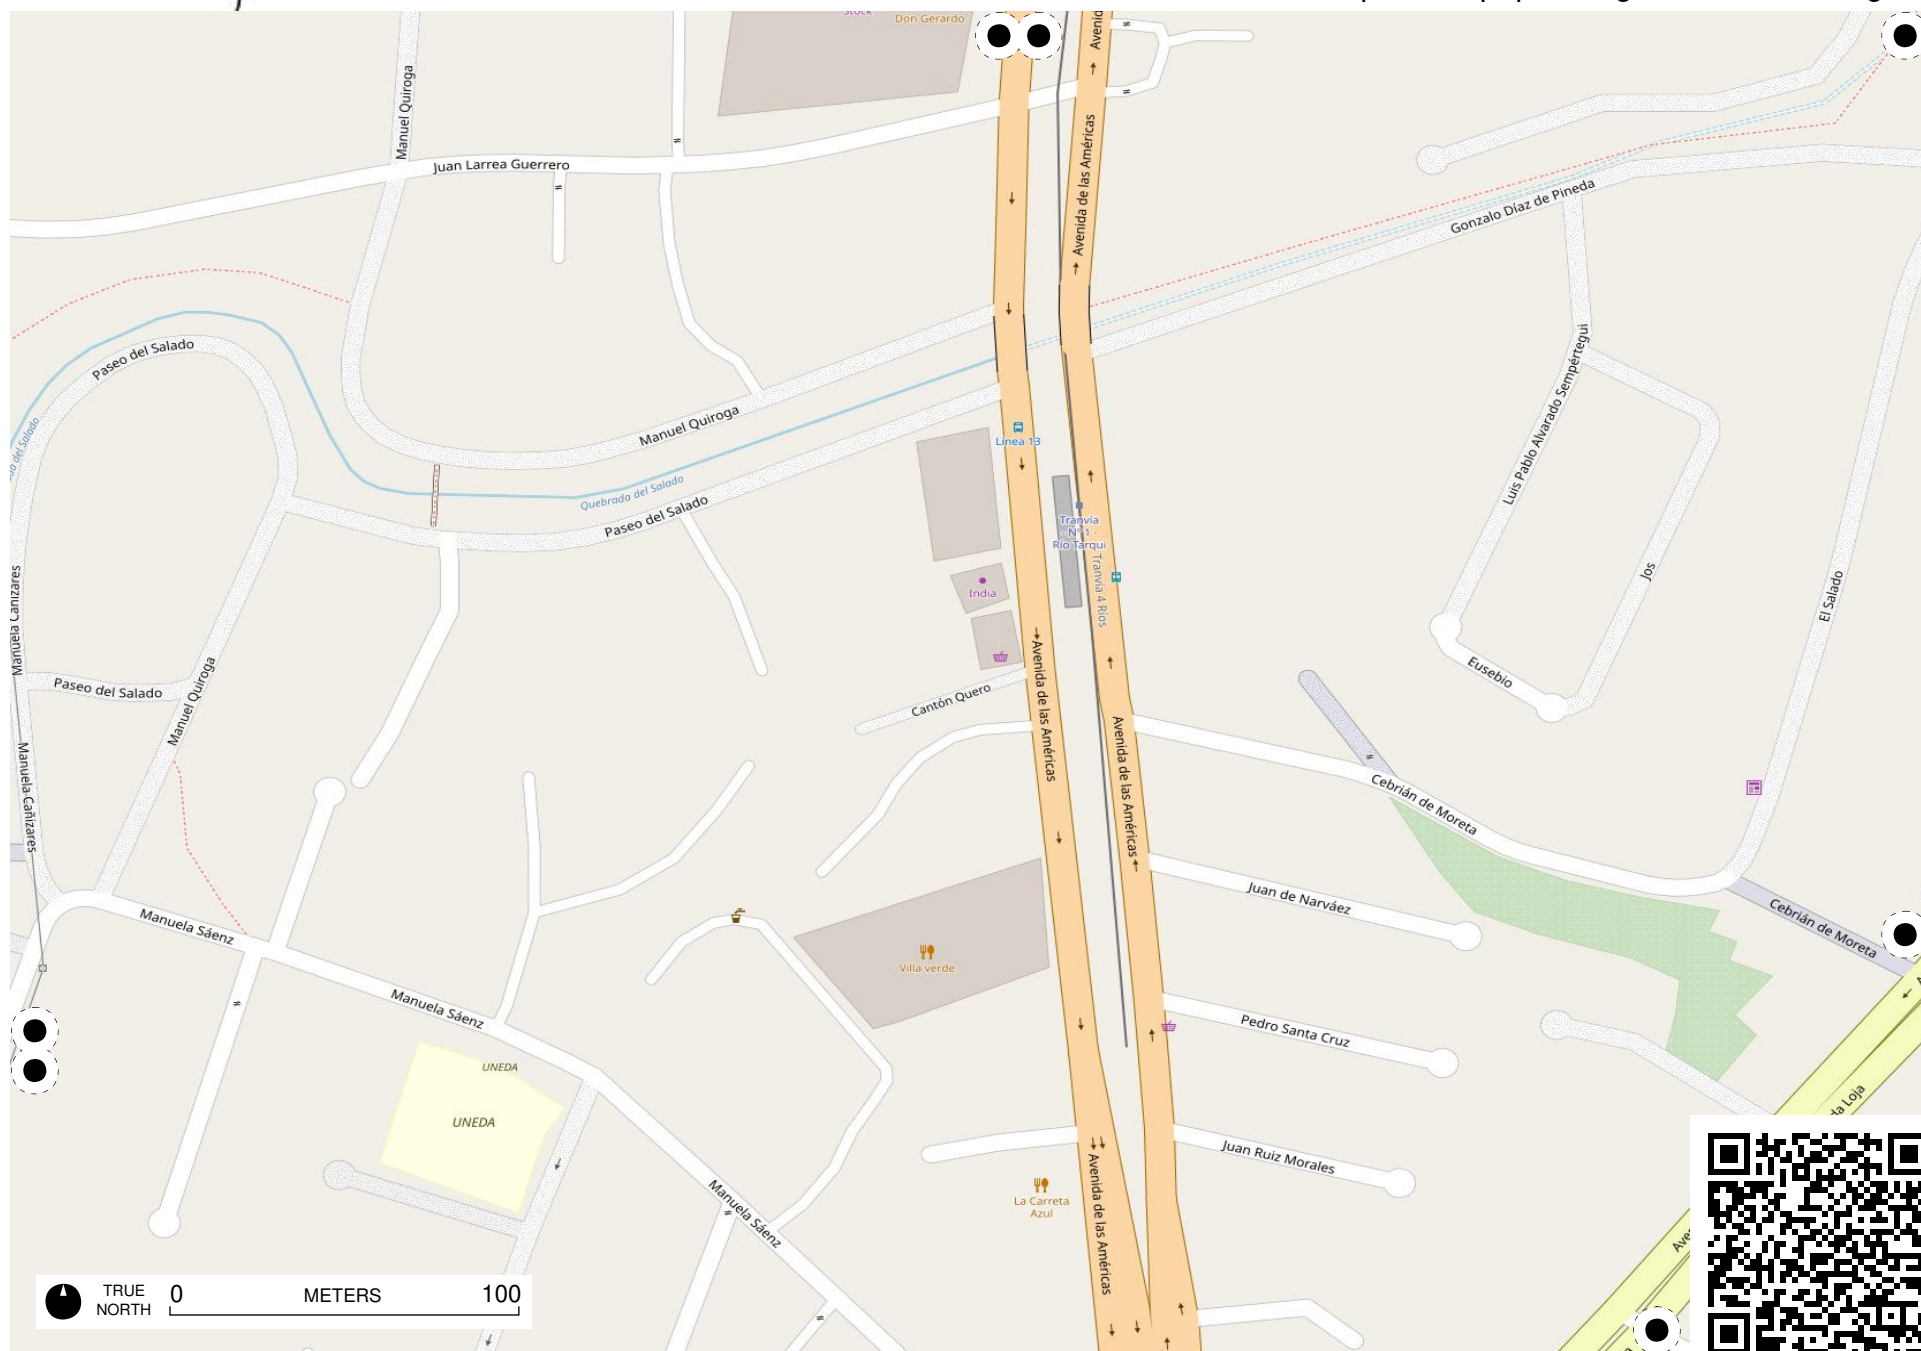 Stock
Don Gerardo
Manuel Quiroga
Juan Larrea Guerrero
Avenida de las Américas
Gonzalo Díaz de Pineda
Paseo del Salado
Manuel Quiroga
Línea 13
Luis Pablo Alvarado Sempértegui
Quebrada del Salado
Paseo del Salado
Tranvía
- N° 1 -
Río Tarqui
Tranvía 4 Ríos
India
Jos
El Salado
Eusebio
Manuela Cañizares
Paseo del Salado
Manuel Quiroga
Cantón Quero
Avenida de las Américas
Avenida de las Américas
Manuela Cañizares
Cebrián de Moreta
Juan de Narváez
Cebrián de Moreta
Manuela Sáenz
Villa verde
Manuela Sáenz
Pedro Santa Cruz
UNEDA
UNEDA
Juan Ruiz Morales
Manuela Sáenz
La Carreta
Azul
Avenida de las Américas
TRUE
NORTH
0 METERS 100